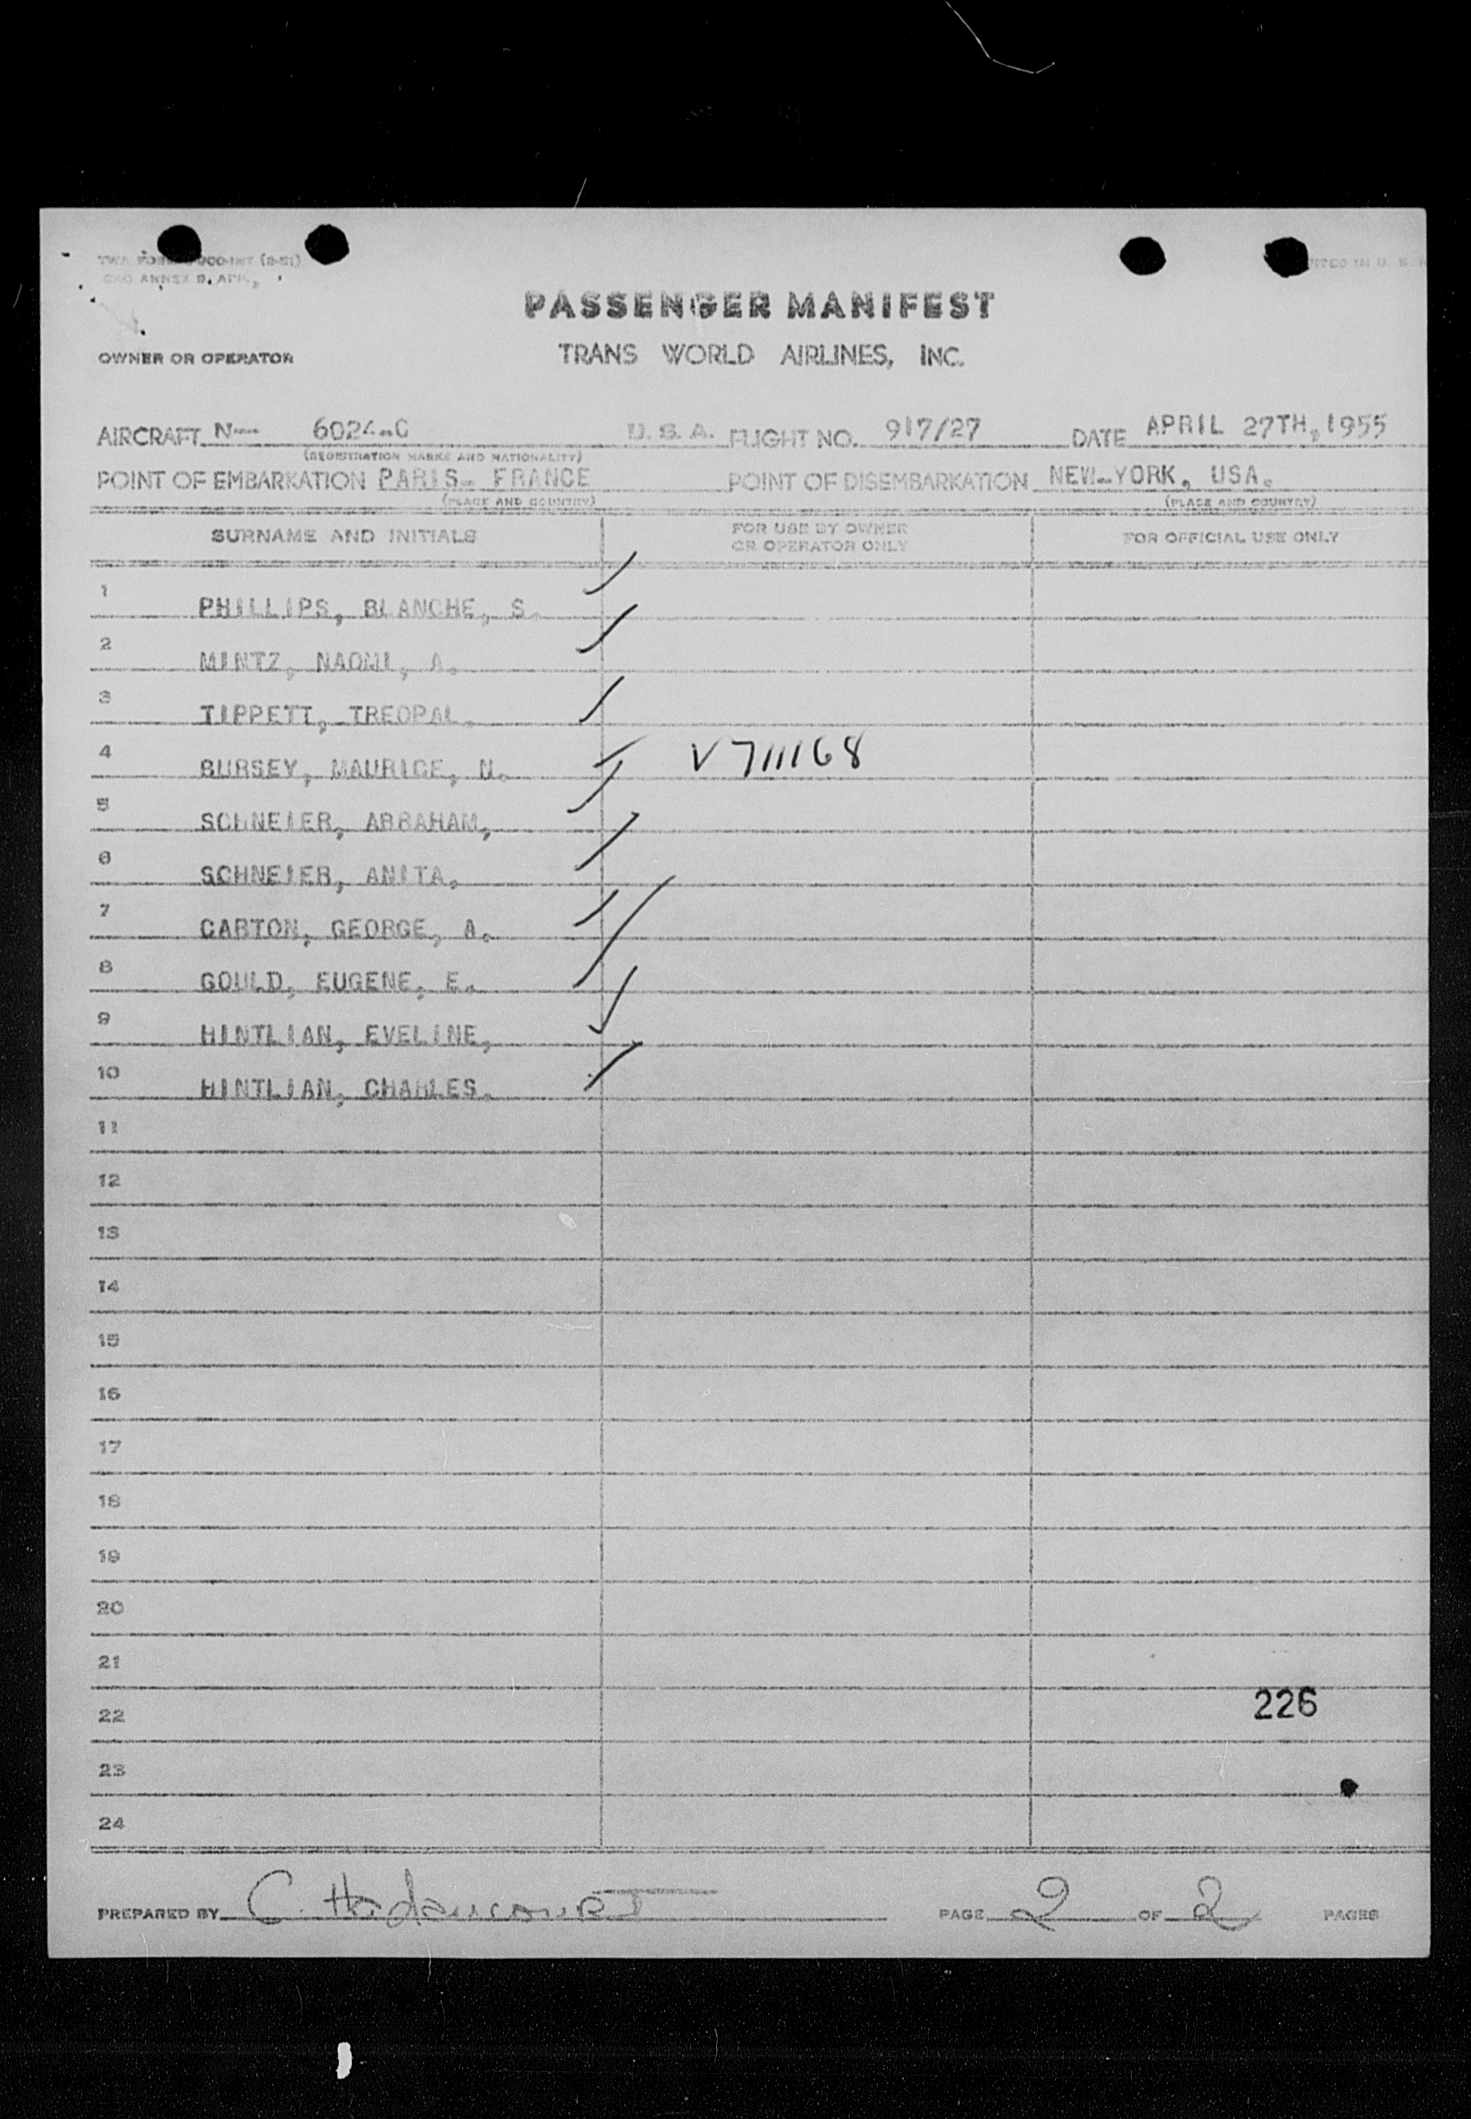 PASSENGER MANIFEST
OWNER OR OPERATOR TRANS WORLD AIRLINES, INC.
AIRCRAFT N--- 6024-C U. S. A. FLIGHT NO. 917/27 DATE APRIL 27TH, 1955
(REGISTRATION MARKS AND NATIONALITY)
POINT OF EMBARKATION PARIS- FRANCE POINT OF DISEMBARKATION NEW-YORK, USA.
(PLACE AND COUNTRY) (PLACE AND COUNTRY)
SURNAME AND INITIALS FOR USE BY OWNER OR OPERATOR ONLY FOR OFFICIAL USE ONLY
1 PHILLIPS, BLANCHE, S.
2 MINTZ, NAOMI, A.
3 TIPPETT, TREOPAL.
4 BURSEY, MAURICE, N. V711168
5 SCHNEIER, ABRAHAM,
6 SCHNEIER, ANITA.
7 CARTON, GEORGE, A.
8 GOULD, EUGENE, E.
9 HINTLIAN, EVELINE,
10 HINTLIAN, CHARLES.
11
12
13
14
15
16
17
18
19
20
21
22 226
23
24
PREPARED BY C. PAGE 2 OF 2 PAGES